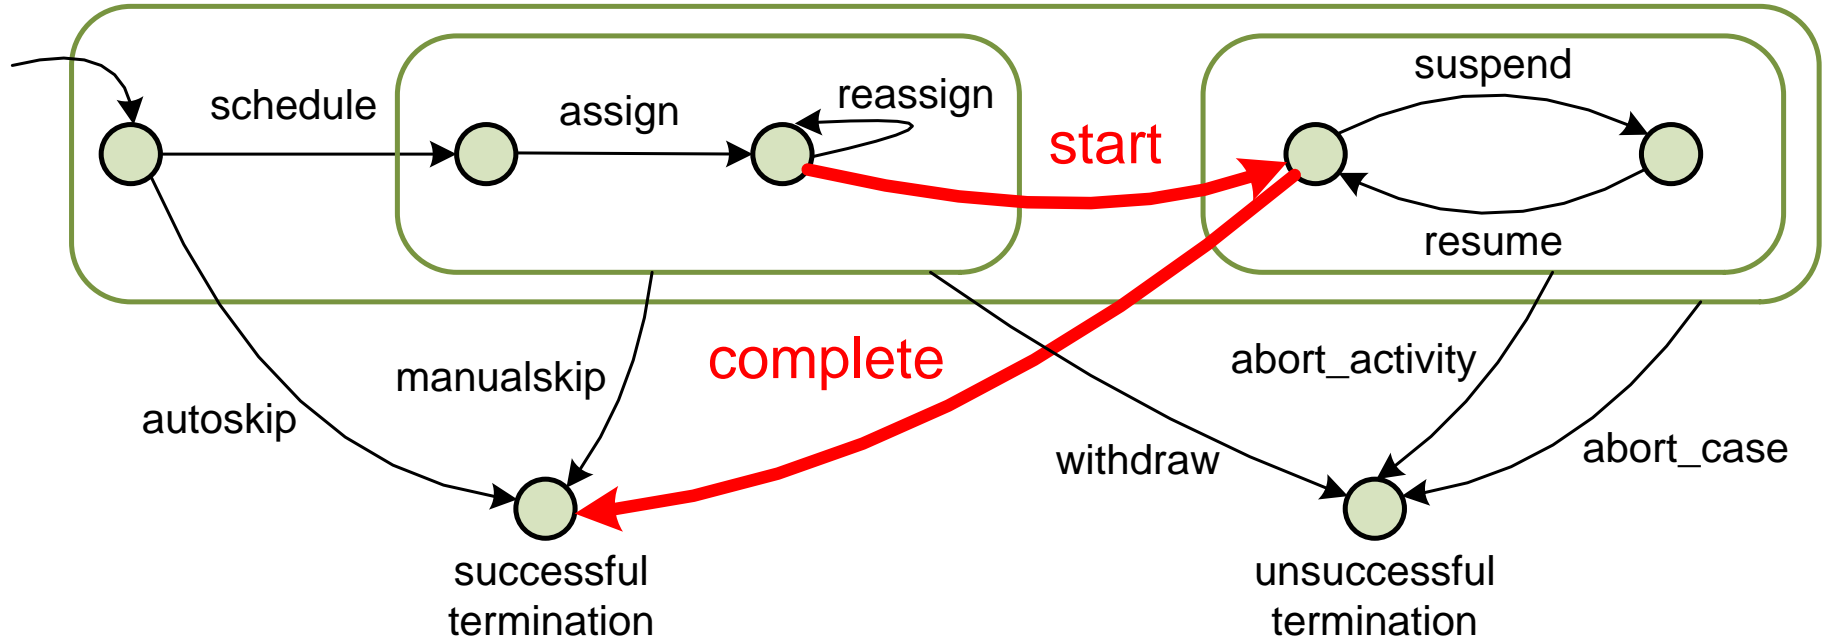 suspend
schedule
assign
reassign
start
resume
complete
manualskip
autoskip
abort_activity
withdraw
abort_case
successful
termination
unsuccessful
termination